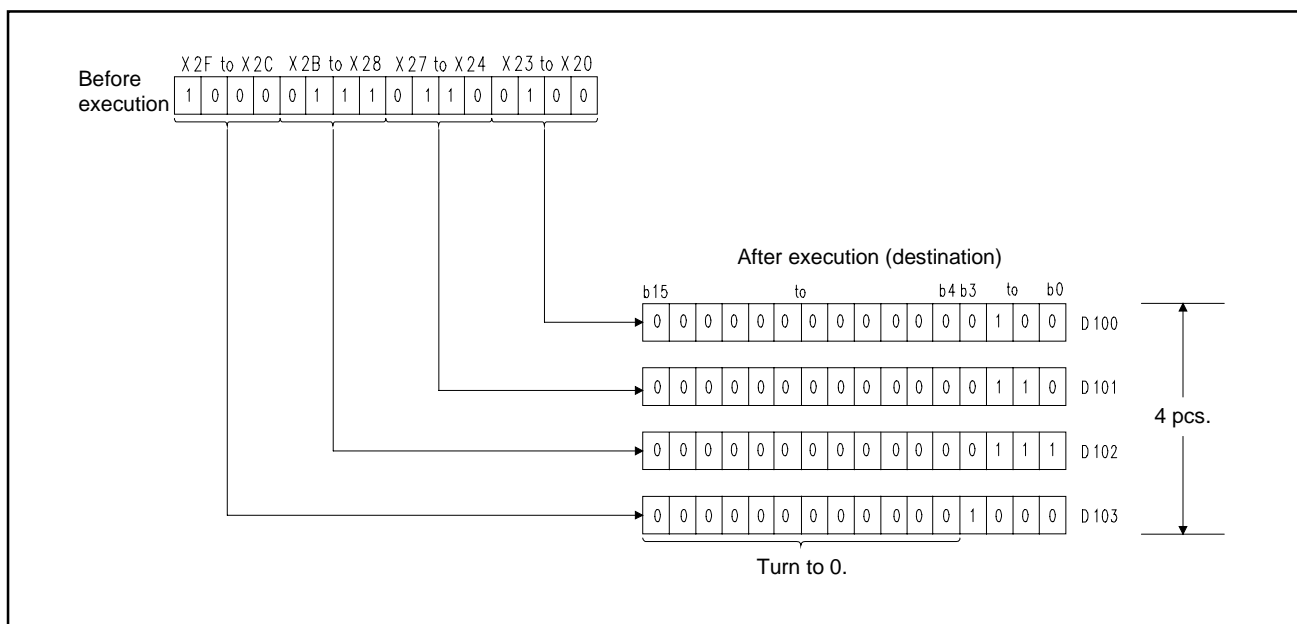 X2F to X2C X2B to X28 X27 to X24 X23 to X20
Before
execution
1 0 0 0 0 1 1 1 0 1 1 0 0 1 0 0
After execution (destination)
b15 to b4 b3 to b0
0 0 0 0 0 0 0 0 0 0 0 0 0 1 0 0 D100
0 0 0 0 0 0 0 0 0 0 0 0 0 1 1 0 D101
4 pcs.
0 0 0 0 0 0 0 0 0 0 0 0 0 1 1 1 D102
0 0 0 0 0 0 0 0 0 0 0 0 1 0 0 0 D103
Turn to 0.